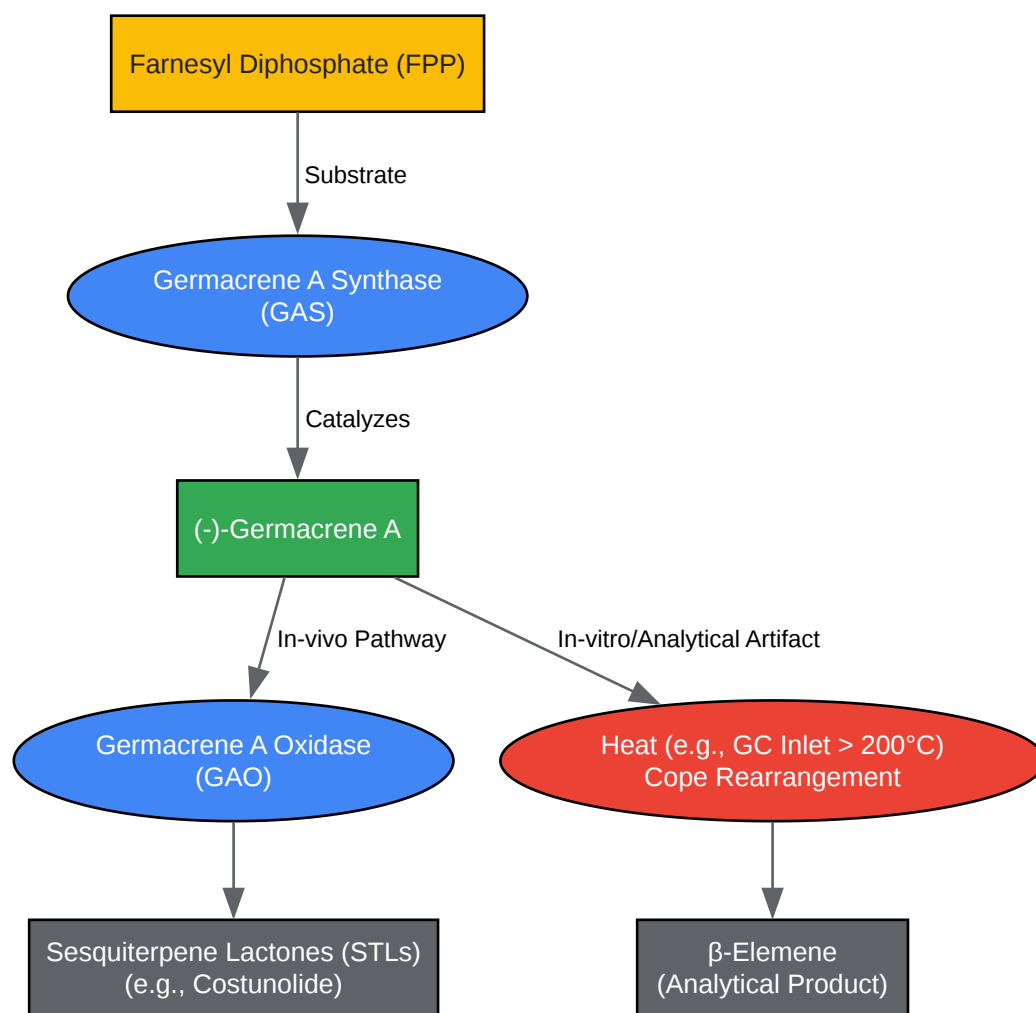 Farnesyl Diphosphate (FPP)
Substrate
Germacrene A Synthase
(GAS)
Catalyzes
(-)-Germacrene A
In-vivo Pathway
In-vitro/Analytical Artifact
Germacrene A Oxidase
(GAO)
Heat (e.g., GC Inlet > 200°C)
Cope Rearrangement
Sesquiterpene Lactones (STLs)
(e.g., Costunolide)
β-Elemene
(Analytical Product)